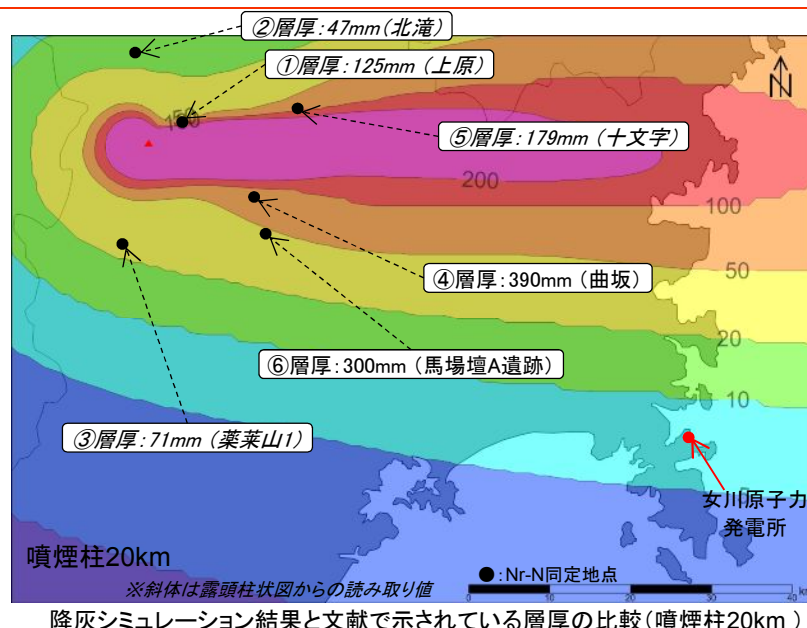 ②層厚:47mm(北滝)
①層厚:125mm(上原)
N
150
⑤層厚:179mm(十文字)
200
100
④層厚:390mm(曲坂)
50
20
⑥層厚:300mm(馬場壇A遺跡)
10
③層厚:71mm(薬莱山1)
女川原子力
発電所
噴煙柱20km
●:Nr-N同定地点
※斜体は露頭柱状図からの読み取り値
0 10 20 30 40
降灰シミュレーション結果と文献で示されている層厚の比較(噴煙柱20km)